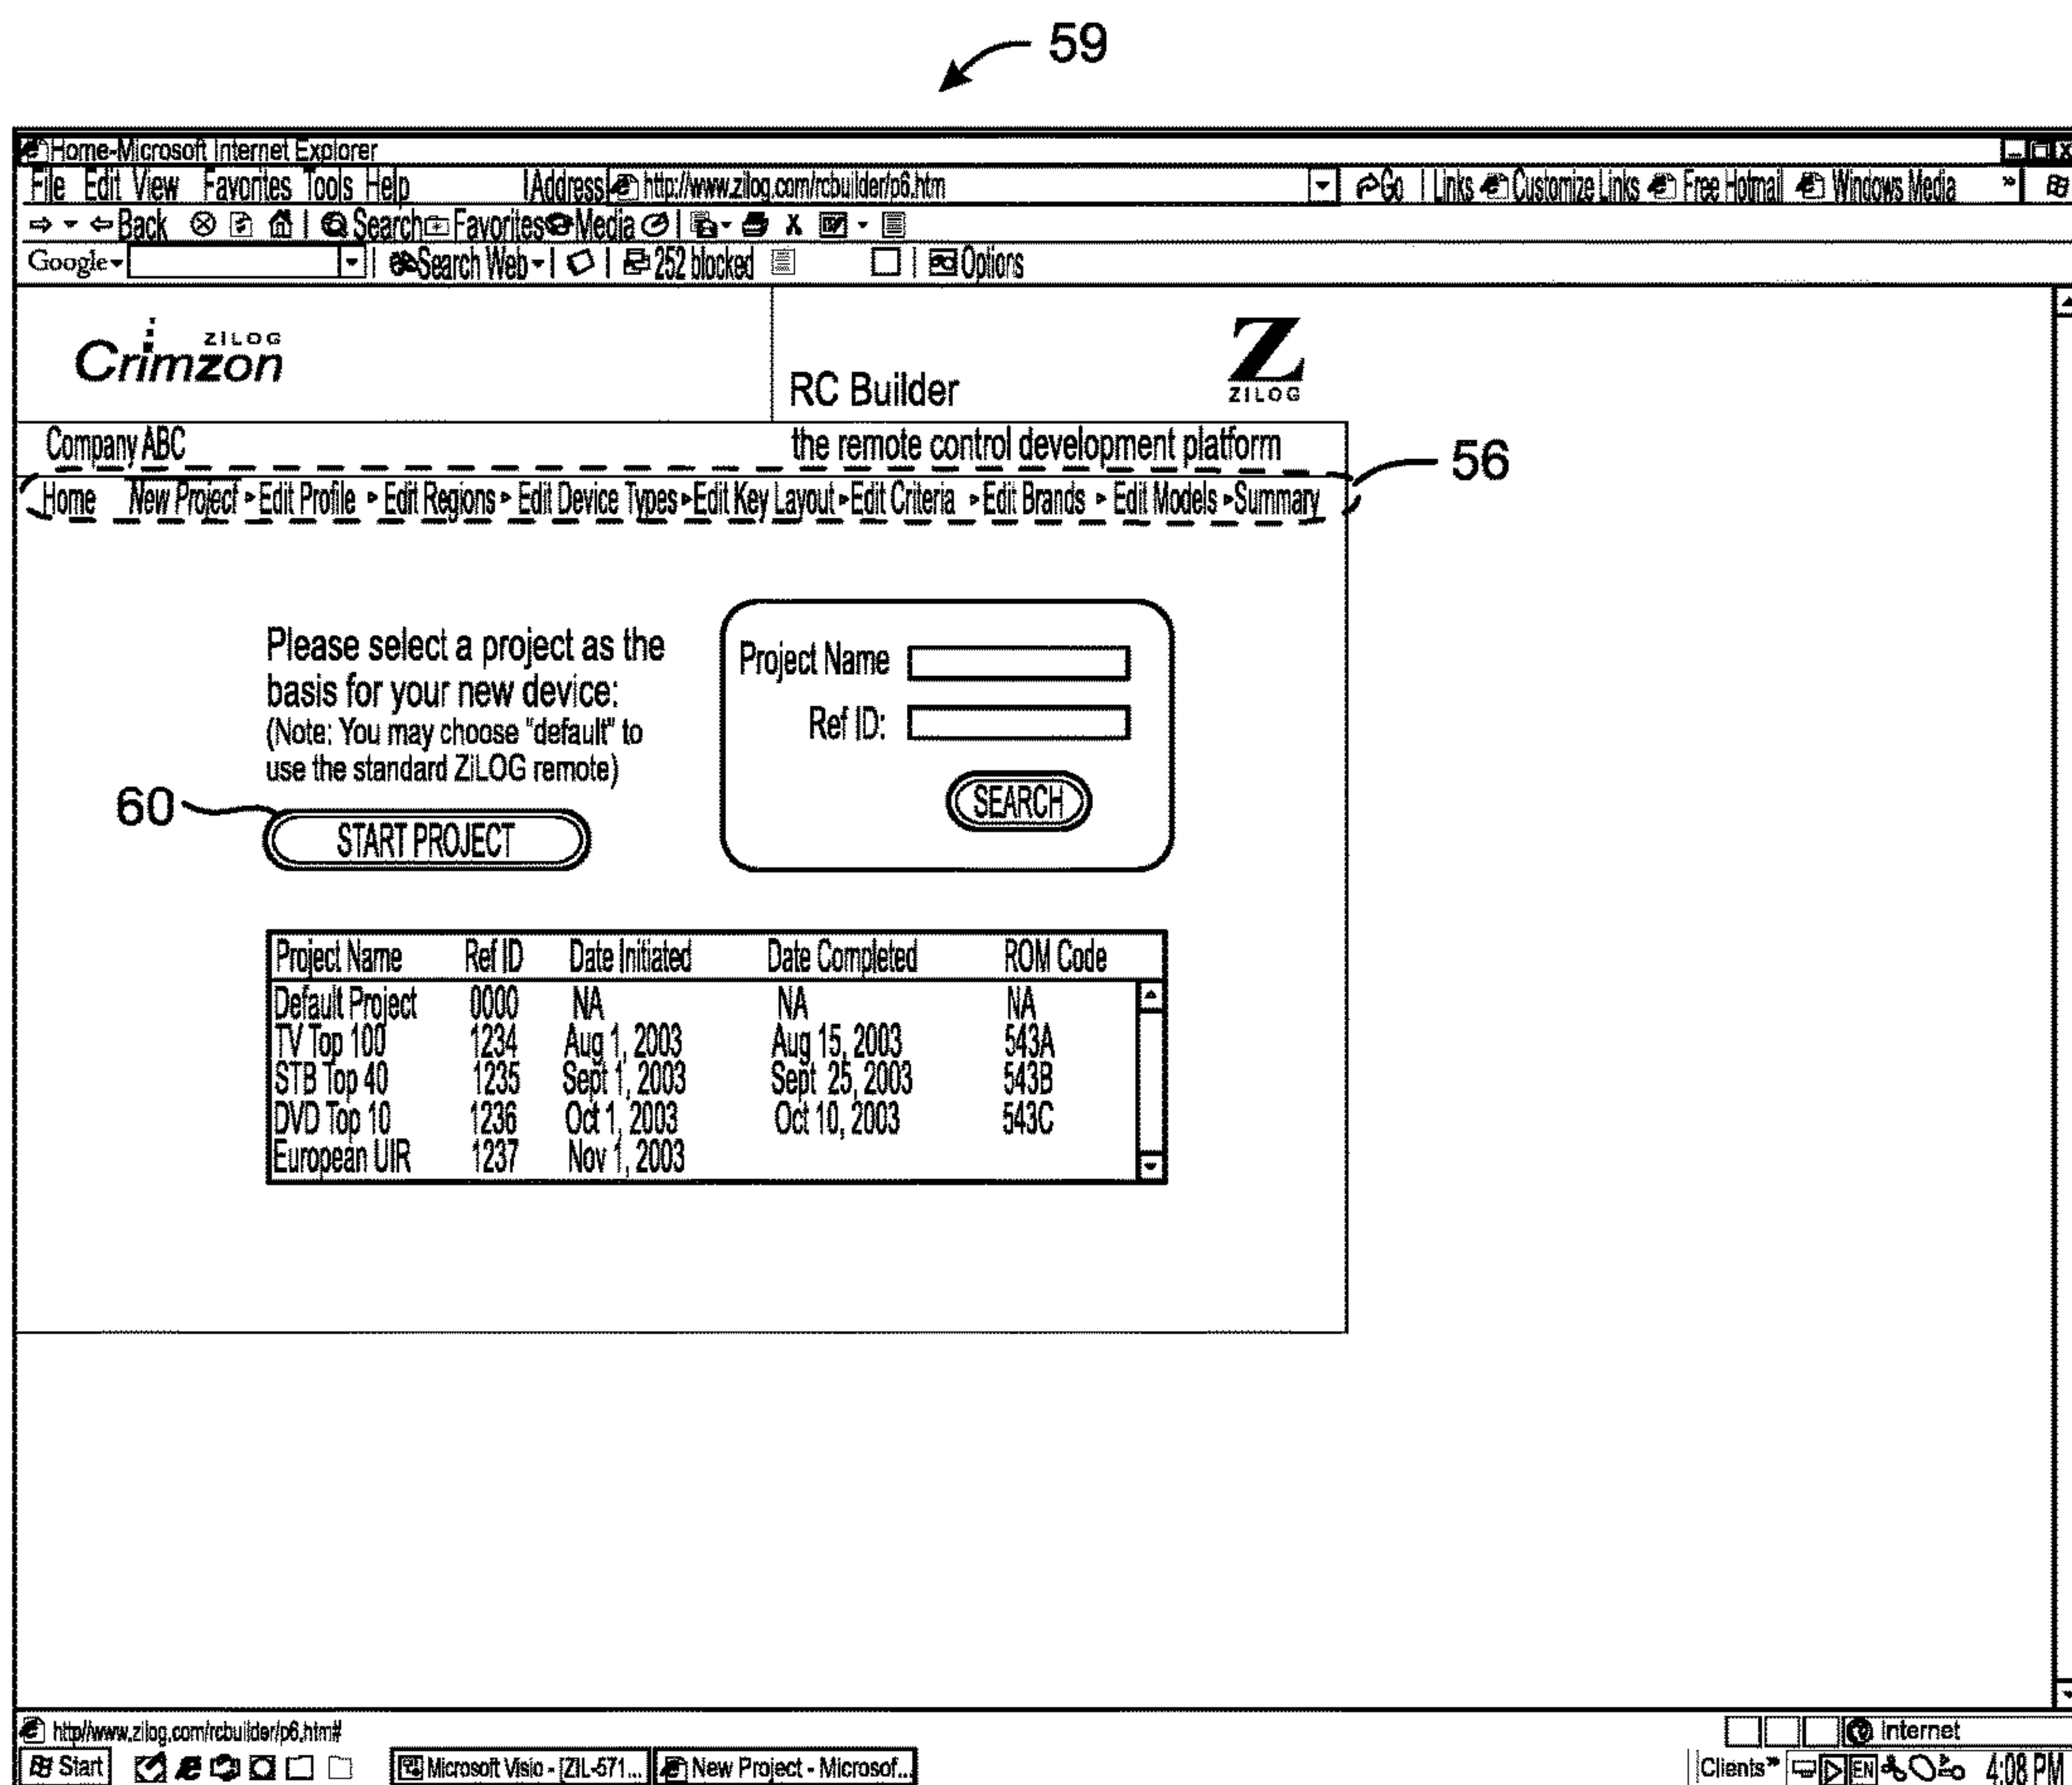 59
Home-Microsoft Internet Explorer
File Edit View Favorites Tools Help Address http://www.zilog.com/rcbuilder/p6.htm Go Links Customize Links Free Hotmail Windows Media »
Back Search Favorites Media
Google Search Web 252 blocked Options
ZILOG
Crimzon
Z
RC Builder
ZILOG
Company ABC the remote control development platform
56
Home New Project Edit Profile Edit Regions Edit Device Types Edit Key Layout Edit Criteria Edit Brands Edit Models Summary
Please select a project as the
basis for your new device:
(Note: You may choose "default" to
use the standard ZiLOG remote)
60
START PROJECT
Project Name
Ref ID:
SEARCH
Project Name Ref ID Date Initiated Date Completed ROM Code
Default Project 0000 NA NA NA
TV Top 100 1234 Aug 1, 2003 Aug 15, 2003 543A
STB Top 40 1235 Sept 1, 2003 Sept 25, 2003 543B
DVD Top 10 1236 Oct 1, 2003 Oct 10, 2003 543C
European UIR 1237 Nov 1, 2003
http//www.zilog.com/rcbuilder/p6.htm# Internet
Start Microsoft Visio - [ZIL-571... New Project - Microsof... Clients» EN 4:08 PM